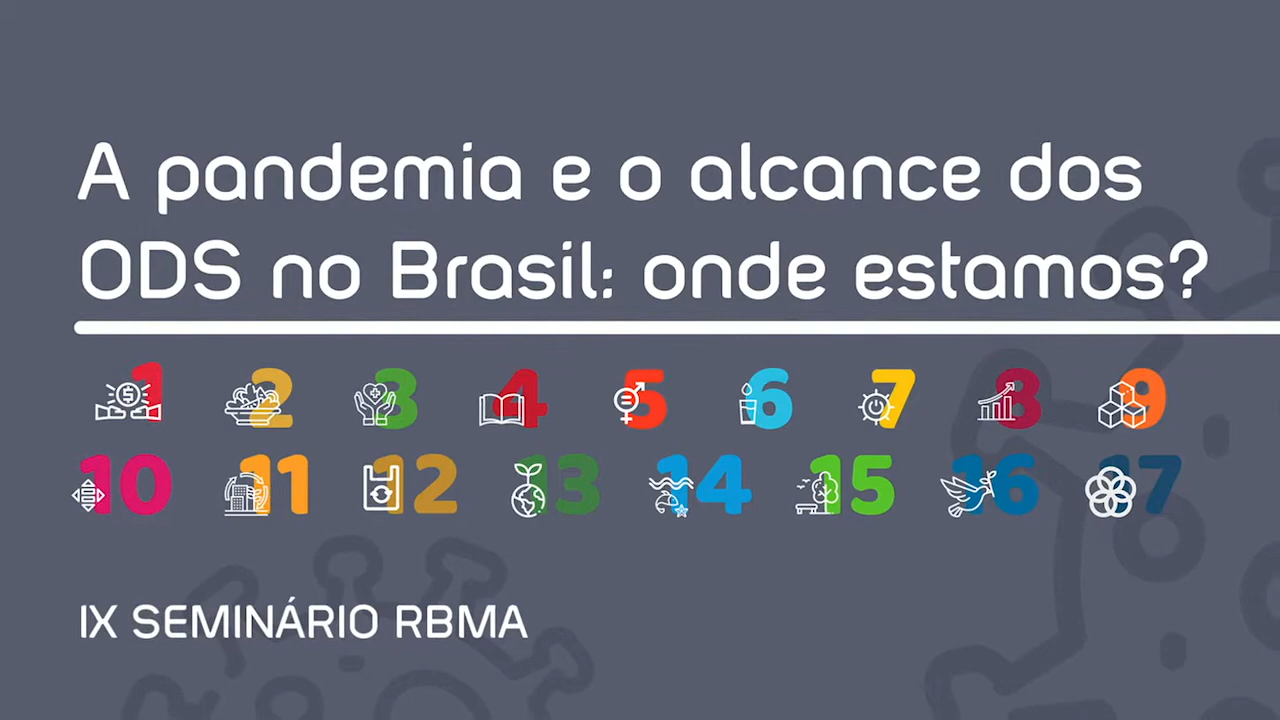 A pandemia e o alcance dos
ODS no Brasil: onde estamos?
1 2 3 4 5 6 7 8 9
10 11 12 13 14 15 16 17
IX SEMINÁRIO RBMA